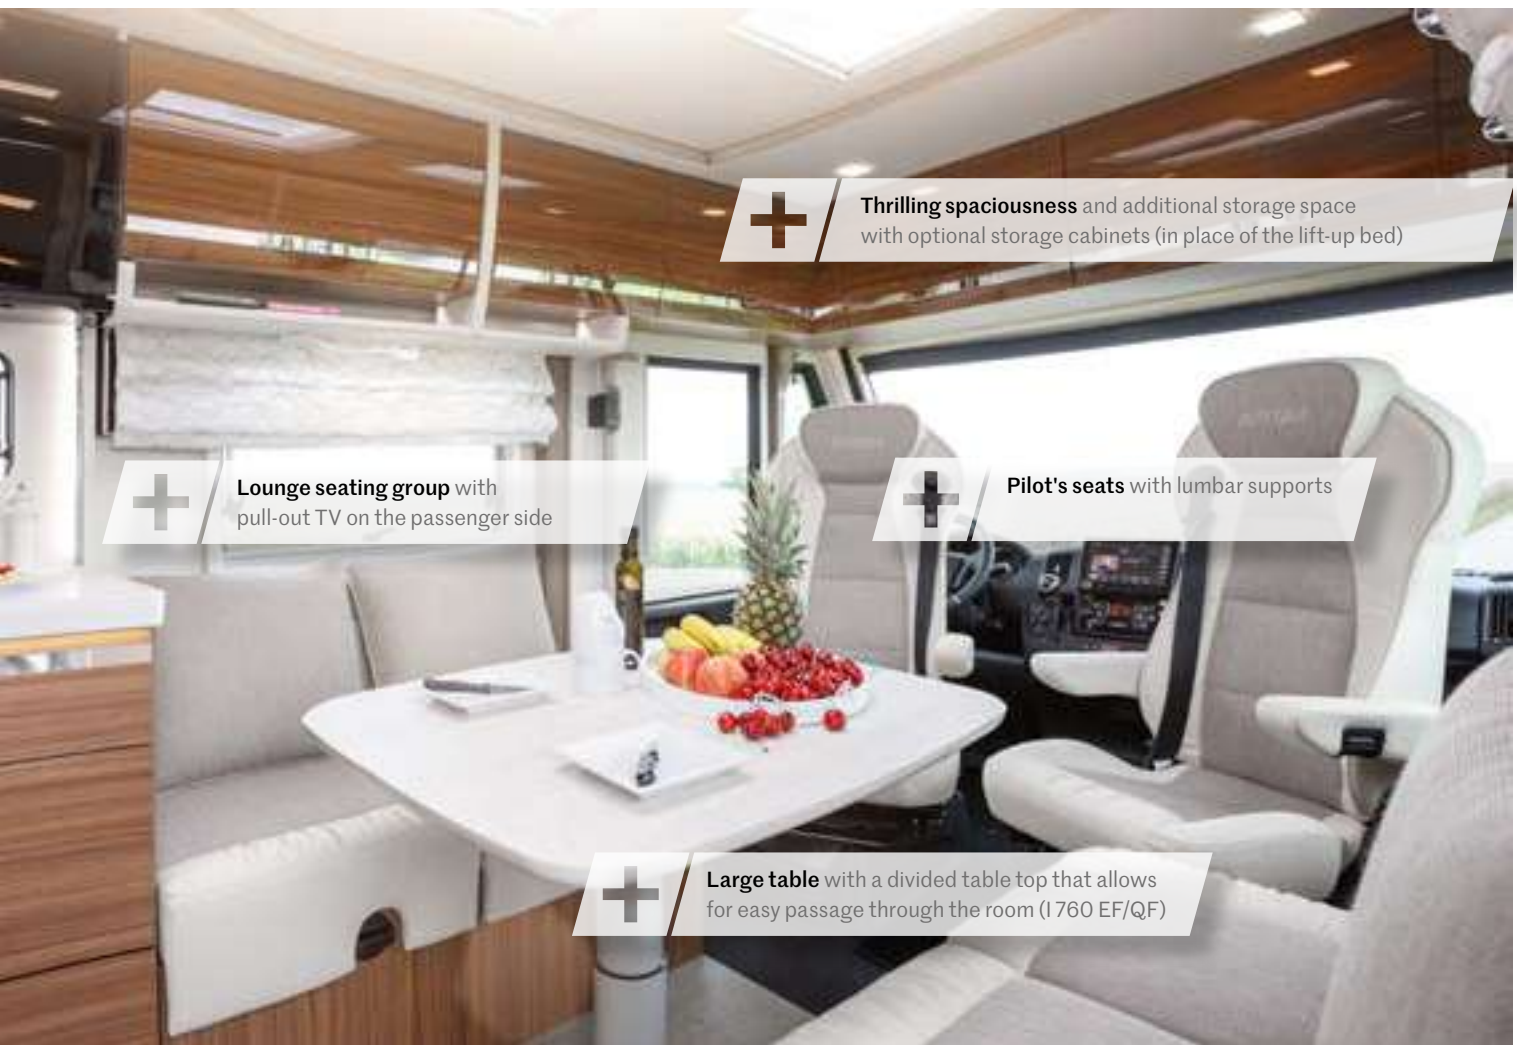 Thrilling spaciousness and additional storage space
with optional storage cabinets (in place of the lift-up bed)
Lounge seating group with
pull-out TV on the passenger side
Pilot's seats with lumbar supports
Large table with a divided table top that allows
for easy passage through the room (I 760 EF/QF)